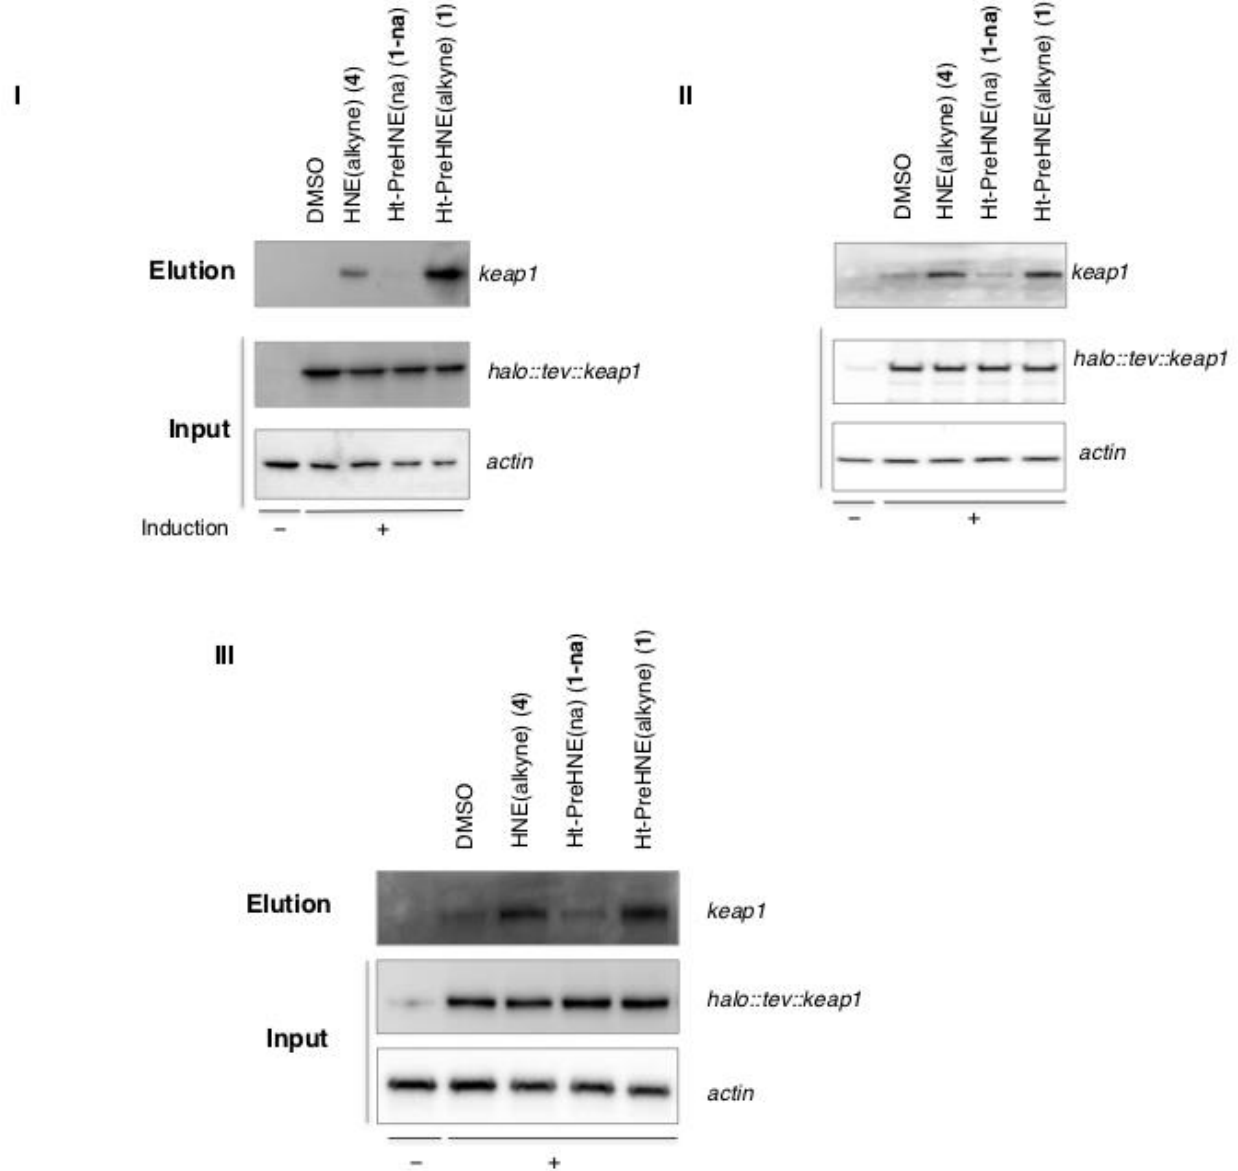 I
DMSO
HNE(alkyne) (4)
Ht-PreHNE(na) (1-na)
Ht-PreHNE(alkyne) (1)
Elution
keap1
halo::tev::keap1
Input
actin
Induction
–
+
II
DMSO
HNE(alkyne) (4)
Ht-PreHNE(na) (1-na)
Ht-PreHNE(alkyne) (1)
keap1
halo::tev::keap1
actin
–
+
III
DMSO
HNE(alkyne) (4)
Ht-PreHNE(na) (1-na)
Ht-PreHNE(alkyne) (1)
Elution
keap1
halo::tev::keap1
Input
actin
–
+